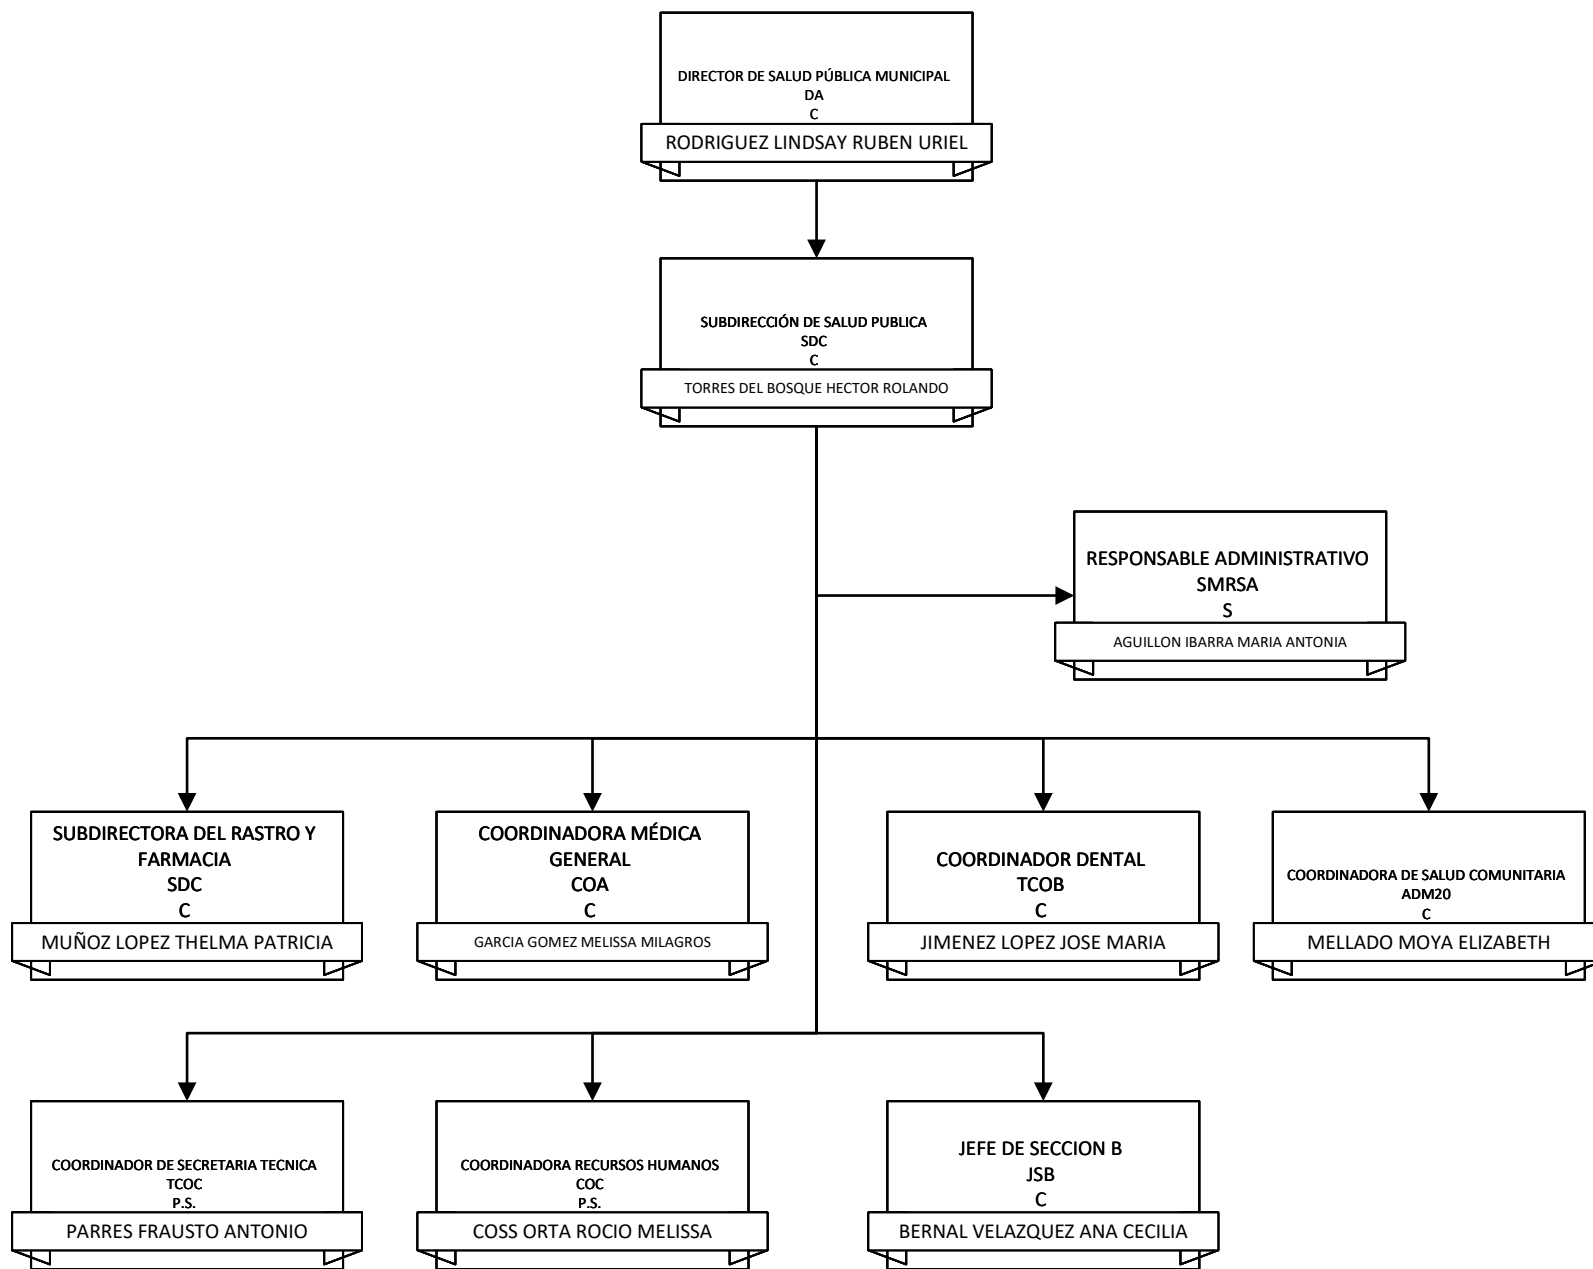 DIRECTOR DE SALUD PÚBLICA MUNICIPAL
DA
C
RODRIGUEZ LINDSAY RUBEN URIEL
SUBDIRECCIÓN DE SALUD PUBLICA
SDC
C
TORRES DEL BOSQUE HECTOR ROLANDO
RESPONSABLE ADMINISTRATIVO
SMRSA
S
AGUILLON IBARRA MARIA ANTONIA
SUBDIRECTORA DEL RASTRO Y
FARMACIA
SDC
C
MUÑOZ LOPEZ THELMA PATRICIA
COORDINADORA MÉDICA
GENERAL
COA
C
GARCIA GOMEZ MELISSA MILAGROS
COORDINADOR DENTAL
TCOB
C
JIMENEZ LOPEZ JOSE MARIA
COORDINADORA DE SALUD COMUNITARIA
ADM20
C
MELLADO MOYA ELIZABETH
COORDINADOR DE SECRETARIA TECNICA
TCOC
P.S.
PARRES FRAUSTO ANTONIO
COORDINADORA RECURSOS HUMANOS
COC
P.S.
COSS ORTA ROCIO MELISSA
JEFE DE SECCION B
JSB
C
BERNAL VELAZQUEZ ANA CECILIA